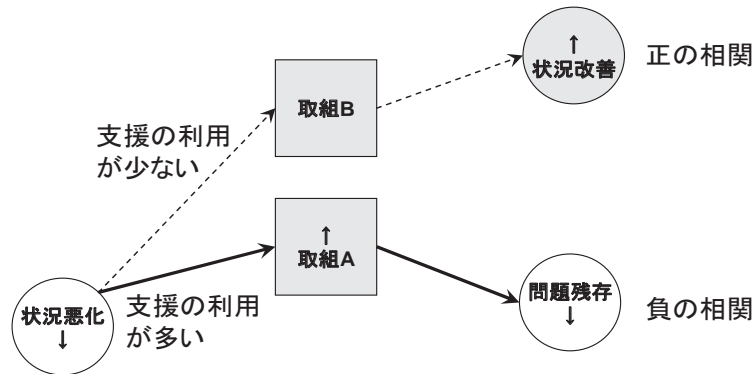 ↑
状況改善
正の相関
取組B
支援の利用
が少ない
↑
取組A
状況悪化
↓
支援の利用
が多い
問題残存
↓
負の相関